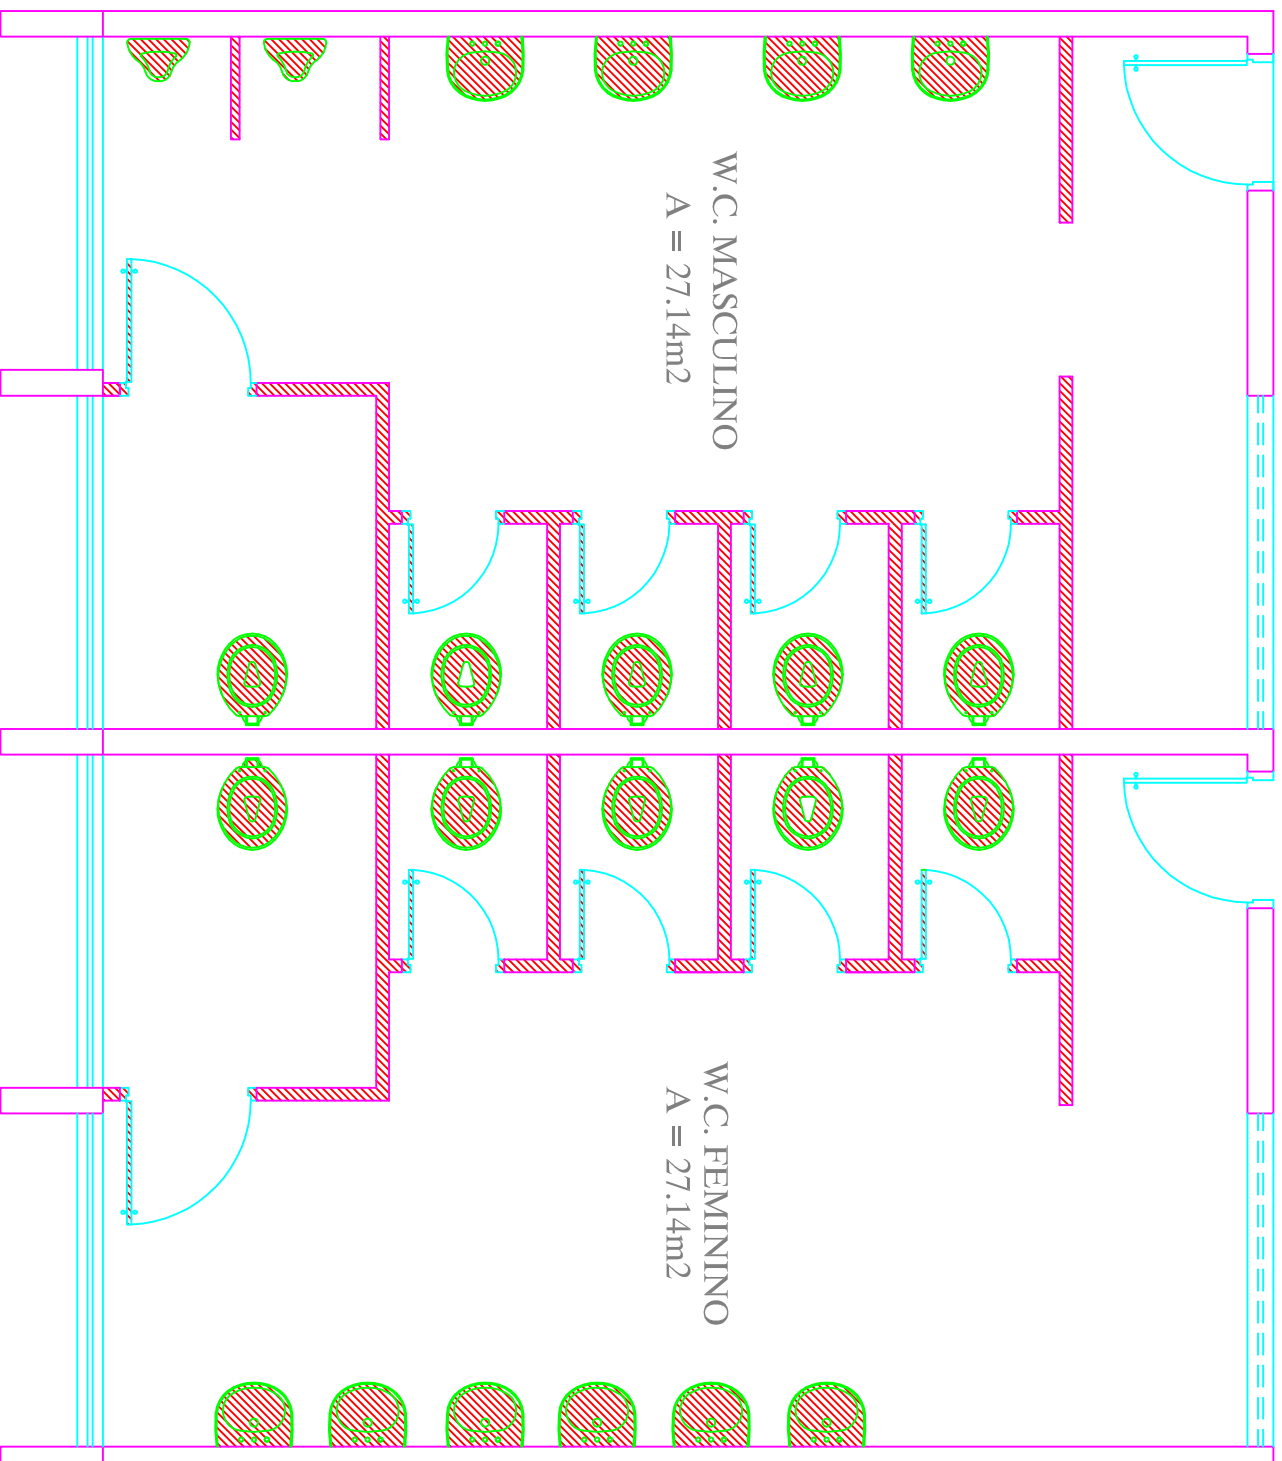 W.C. MASCULINO
A = 27.14m2
W.C. FEMININO
A = 27.14m2